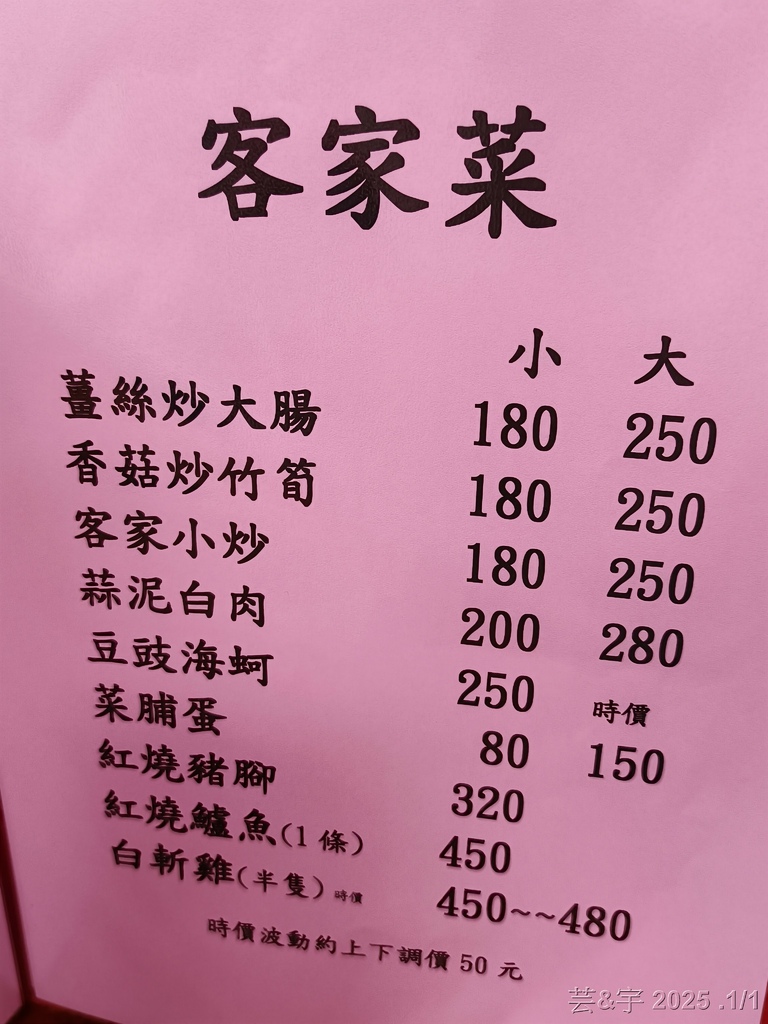 客家菜
小 大
薑絲炒大腸 180 250
香菇炒竹筍 180 250
客家小炒 180 250
蒜泥白肉 200 280
豆豉海蚵 250 時價
菜脯蛋 80 150
紅燒豬腳 320
紅燒鱸魚(1條) 450
白斬雞(半隻)時價 450~~480
時價波動約上下調價 50 元
芸&宇 2025 .1/1